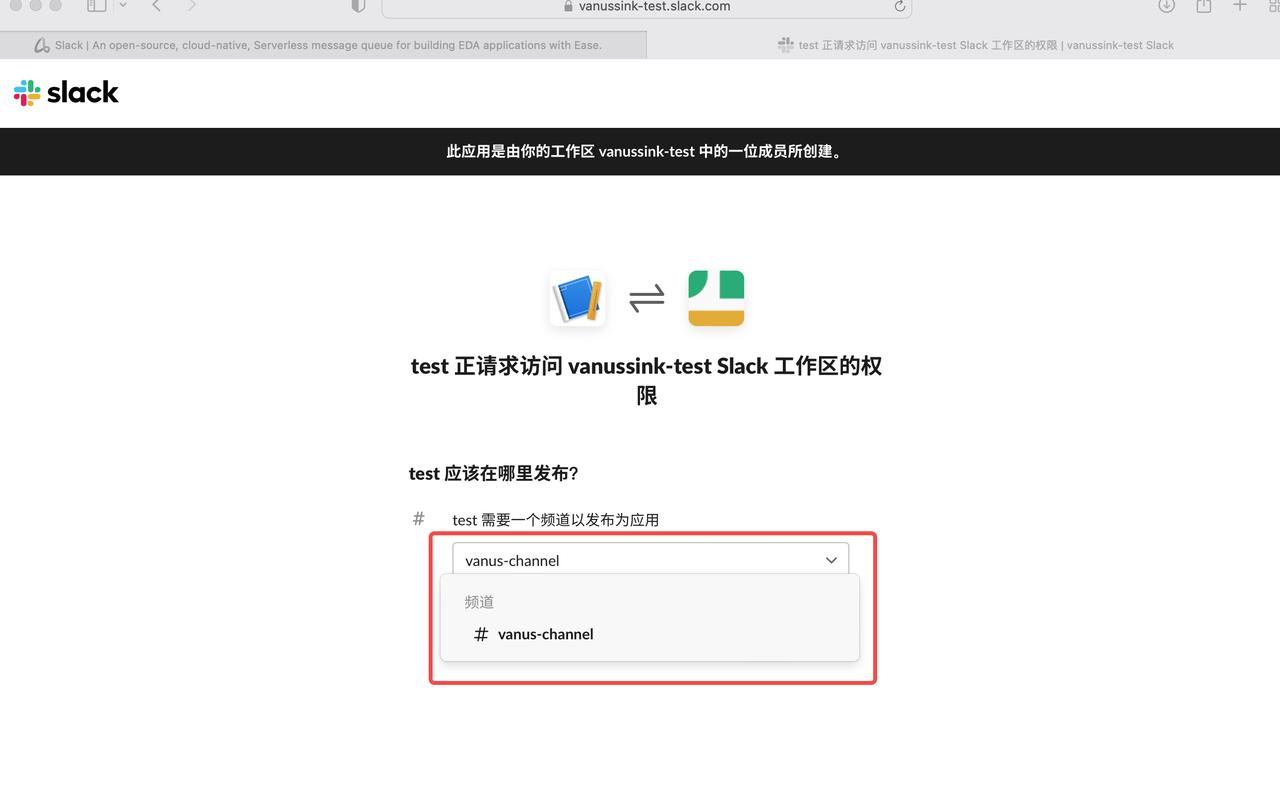 vanussink-test.slack.com
Slack | An open-source, cloud-native, Serverless message queue for building EDA applications with Ease.
test 正请求访问 vanussink-test Slack 工作区的权限 | vanussink-test Slack
slack
此应用是由你的工作区 vanussink-test 中的一位成员所创建。
test 正请求访问 vanussink-test Slack 工作区的权
限
test 应该在哪里发布?
# test 需要一个频道以发布为应用
vanus-channel
频道
# vanus-channel